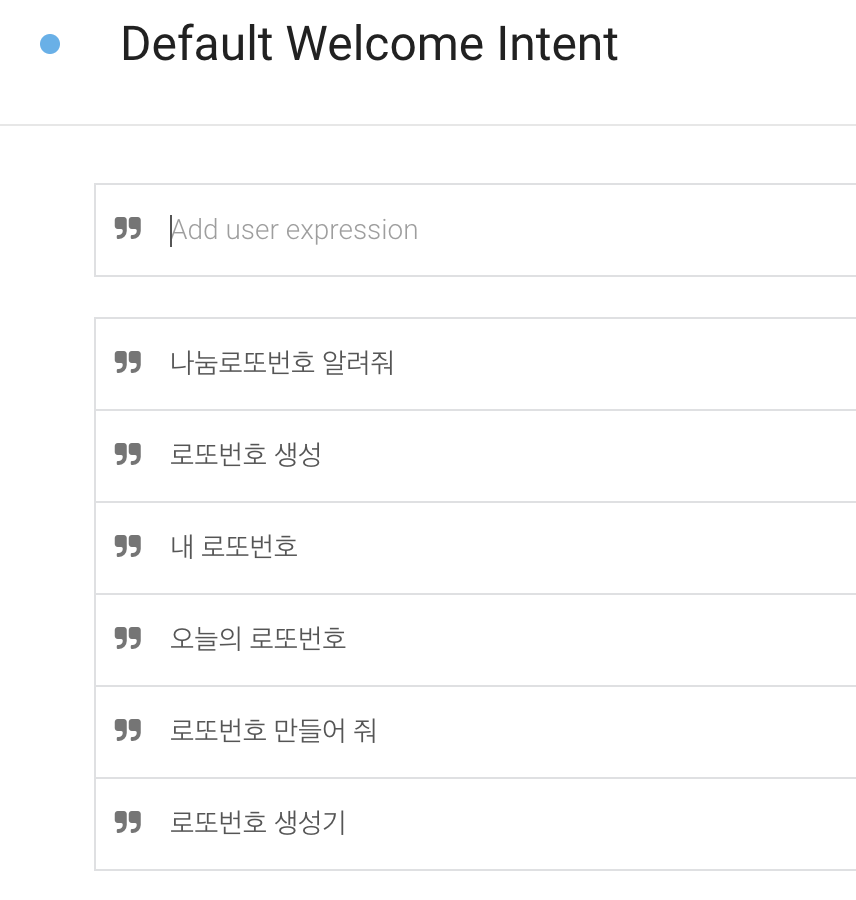 Default Welcome Intent
Add user expression
나눔로또번호 알려줘
로또번호 생성
내 로또번호
오늘의 로또번호
로또번호 만들어 줘
로또번호 생성기